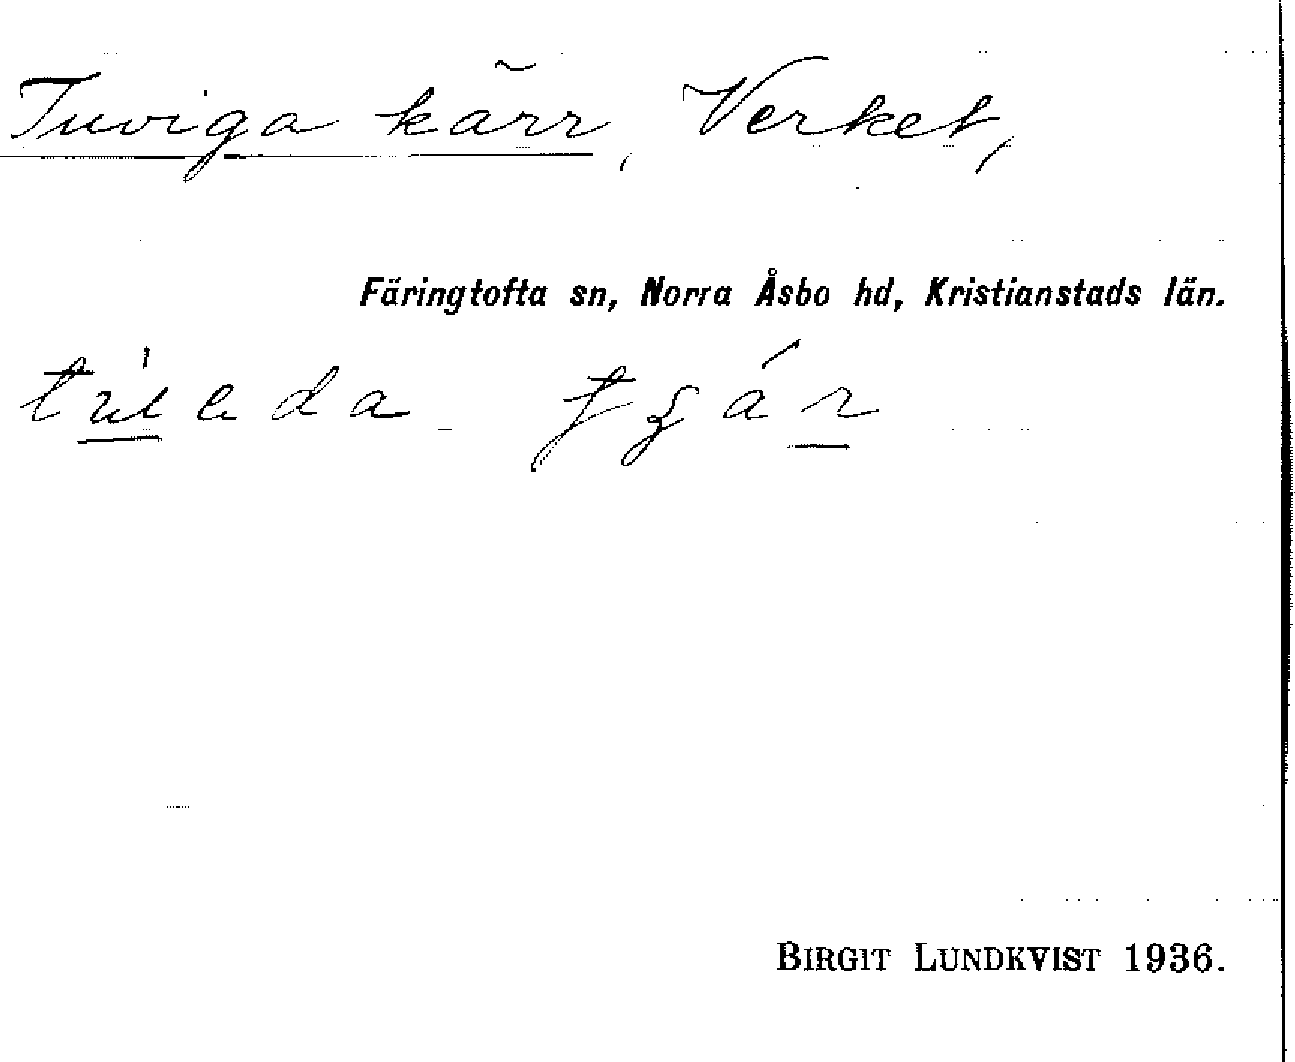 Tuviga kärr, Verket,
Färingtofta sn, Norra Åsbo hd, Kristianstads län.
BIRGIT LUNDKVIST 1936.